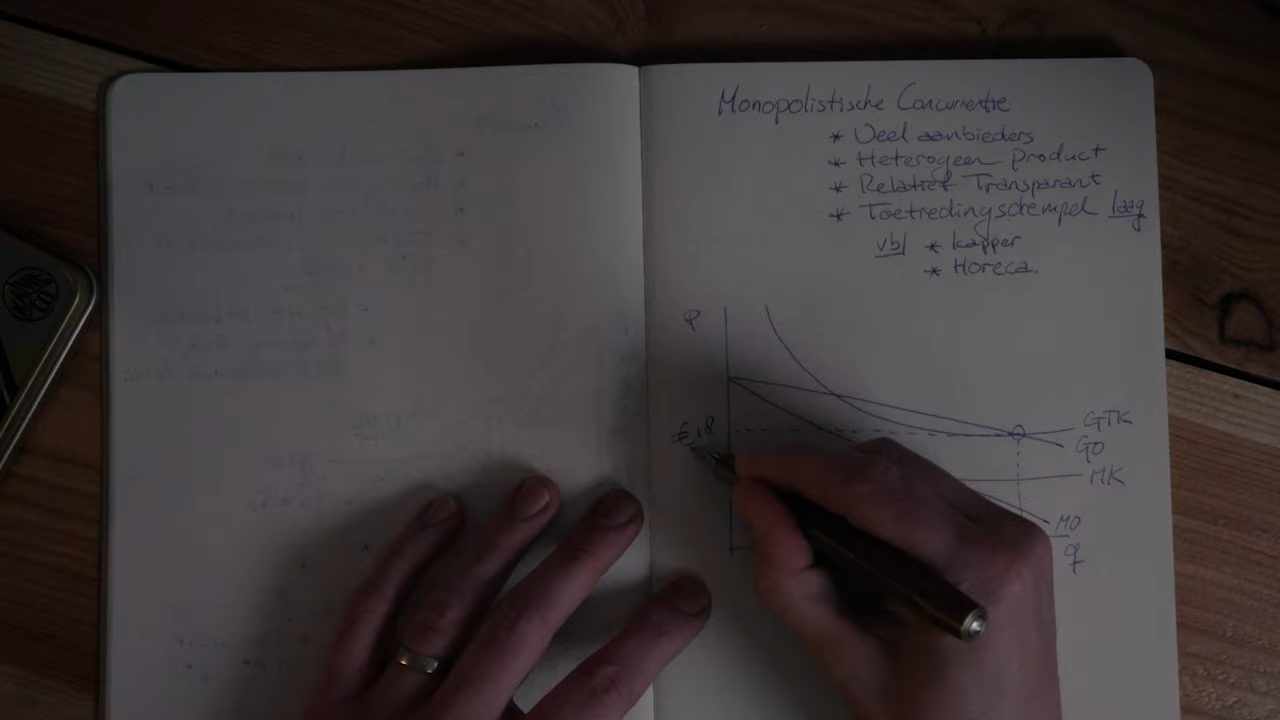 Monopolistische Concurrentie
* Veel aanbieders
* Heterogeen product
* Relatief Transparant
* Toetredingsdrempel laag
vb| * kapper
* Horeca.
P
GTK
€18
GO
MK
MO
q